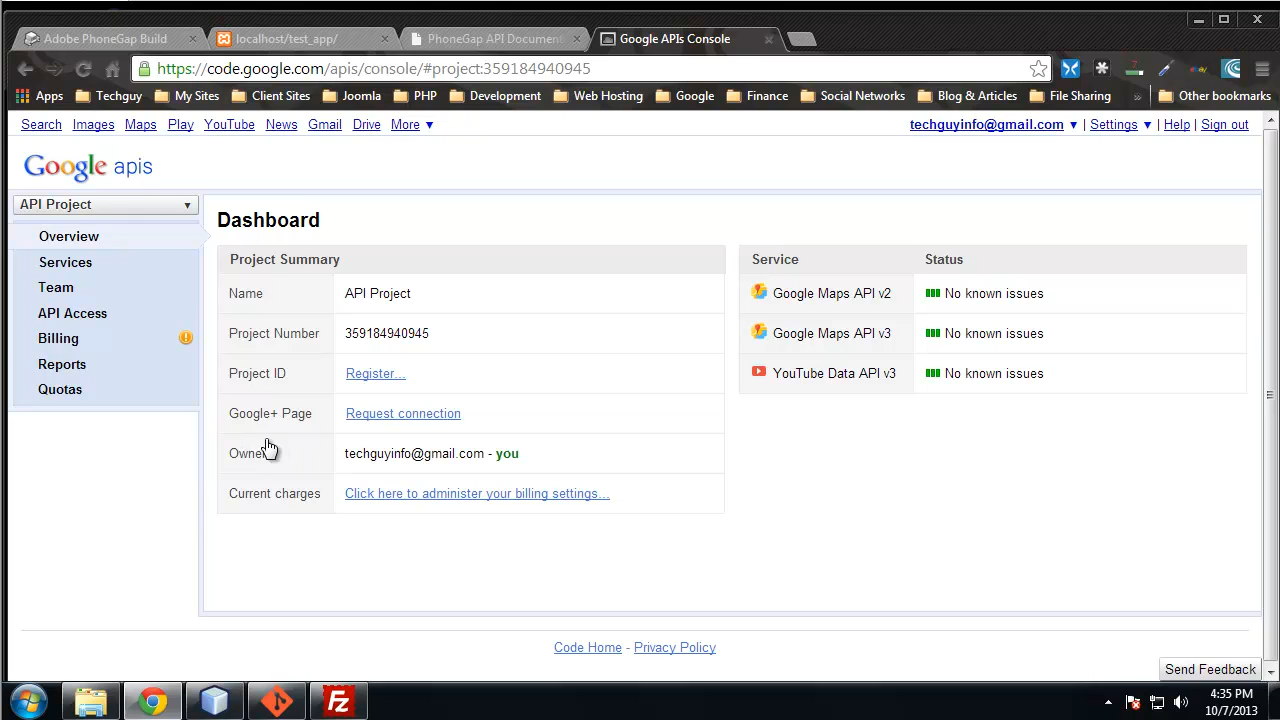 Adobe PhoneGap Build
localhost/test_app/
PhoneGap API Document
Google APIs Console
https://code.google.com/apis/console/#project:359184940945
Apps
Techguy
My Sites
Client Sites
Joomla
PHP
Development
Web Hosting
Google
Finance
Social Networks
Blog & Articles
File Sharing
»
Other bookmarks
Search Images Maps Play YouTube News Gmail Drive More ▼
techguyinfo@gmail.com ▼ | Settings ▼ | Help | Sign out
Google apis
API Project
Overview
Services
Team
API Access
Billing
Reports
Quotas
Dashboard
Project Summary
Name API Project
Project Number 359184940945
Project ID Register...
Google+ Page Request connection
Owner techguyinfo@gmail.com - you
Current charges Click here to administer your billing settings...
Service Status
Google Maps API v2 No known issues
Google Maps API v3 No known issues
YouTube Data API v3 No known issues
Code Home - Privacy Policy
Send Feedback
4:35 PM
10/7/2013